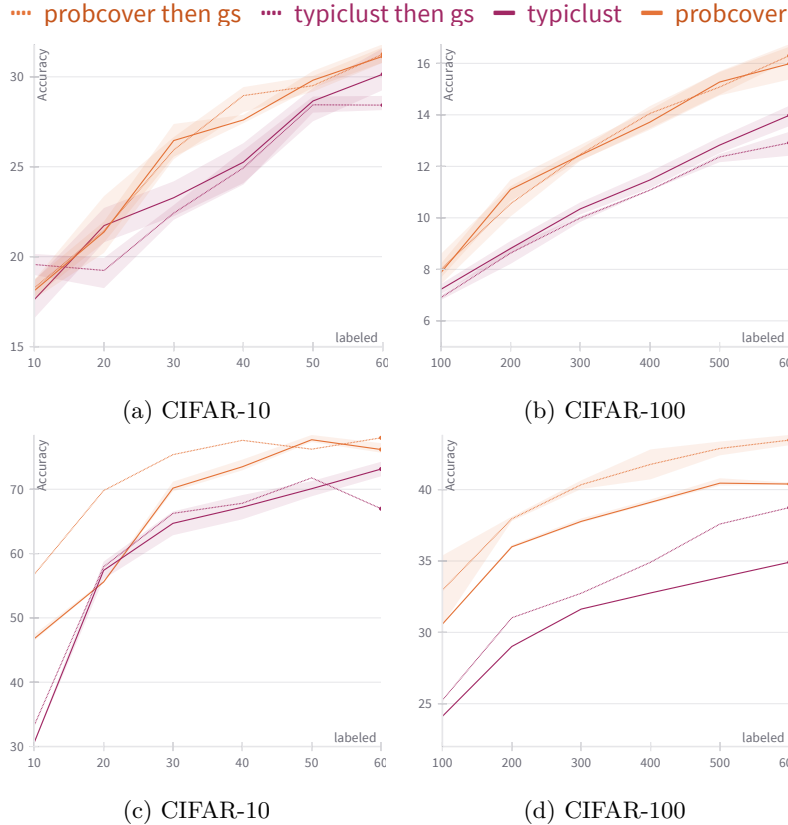 probcover then gs typiclust then gs typiclust probcover
Accuracy Accuracy
30 16
14
25 12
10
20 8
labeled 6 labeled
15
10 20 30 40 50 60 100 200 300 400 500 60
(a) CIFAR-10 (b) CIFAR-100
Accuracy Accuracy
70 40
60 35
50 30
40 25
labeled labeled
30
10 20 30 40 50 60 100 200 300 400 500 60
(c) CIFAR-10 (d) CIFAR-100